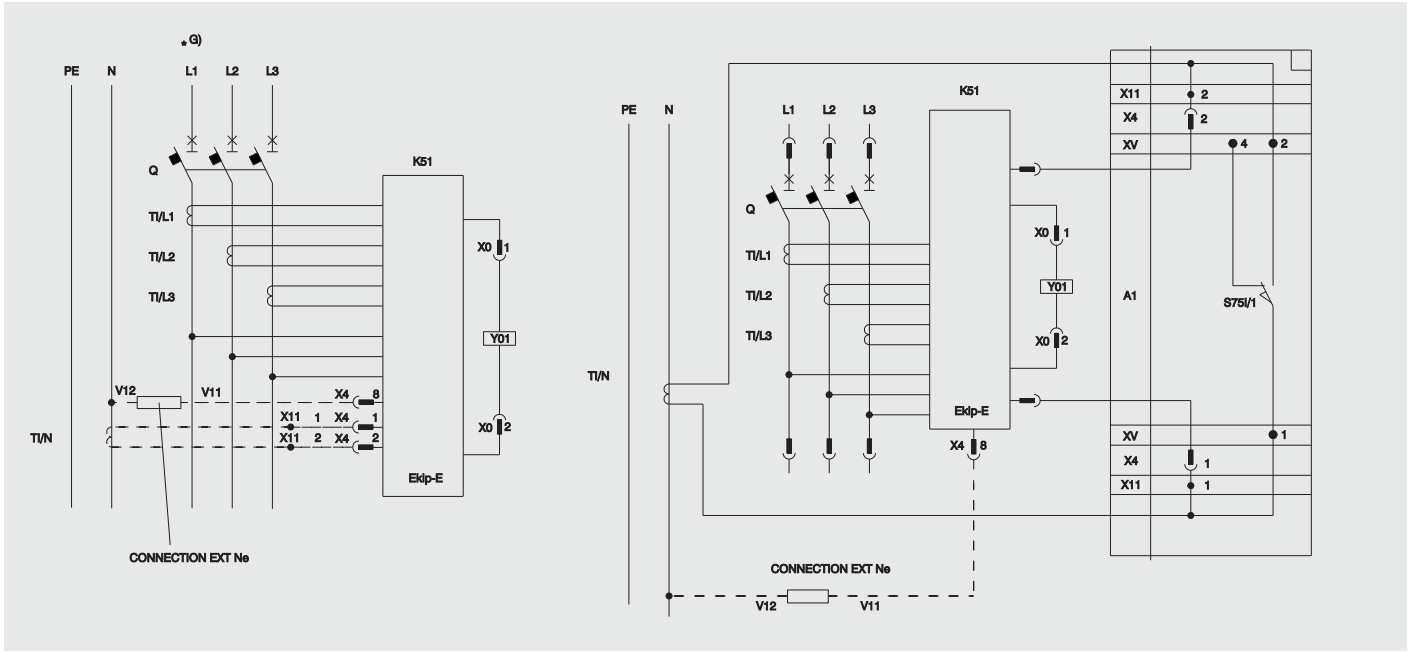 * G)
PE N L1 L2 L3
K51
Q
TI/L1
X0 1
TI/L2
TI/L3
Y01
V12 V11 X4 8
X11 1 X4 1
X11 2 X4 2
X0 2
TI/N
Ekip-E
CONNECTION EXT Ne
K51
PE N L1 L2 L3
X11 2
X4 2
XV 4 2
Q
X0 1
TI/L1
Y01
TI/L2
A1
S75I/1
TI/L3
X0 2
TI/N
Ekip-E
X4 8
XV 1
X4 1
X11 1
CONNECTION EXT Ne
V12 V11